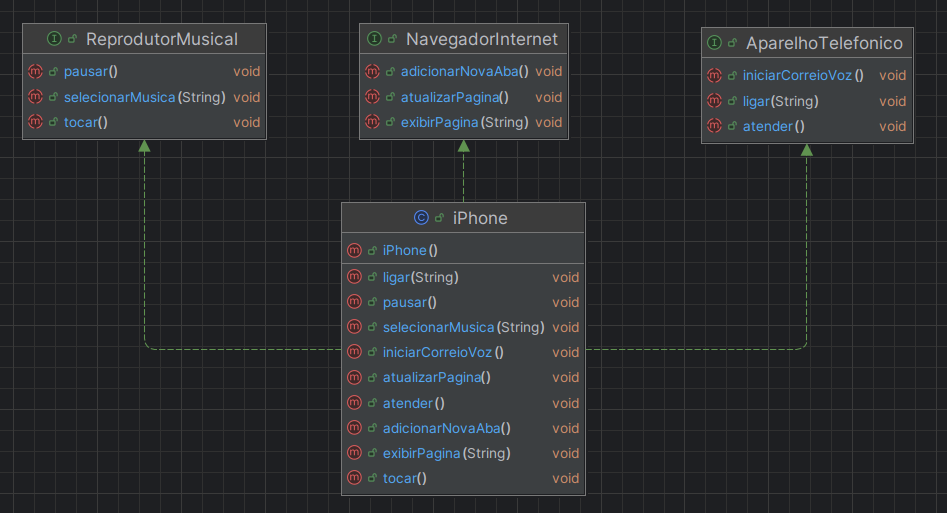 ReprodutorMusical
pausar() void
selecionarMusica(String) void
tocar() void
NavegadorInternet
adicionarNovaAba() void
atualizarPagina() void
exibirPagina(String) void
AparelhoTelefonico
iniciarCorreioVoz() void
ligar(String) void
atender() void
iPhone
iPhone()
ligar(String) void
pausar() void
selecionarMusica(String) void
iniciarCorreioVoz() void
atualizarPagina() void
atender() void
adicionarNovaAba() void
exibirPagina(String) void
tocar() void